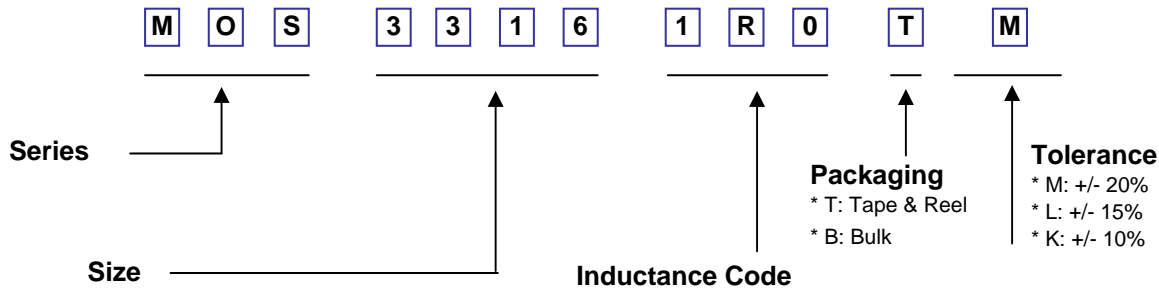 M O S 3 3 1 6 1 R 0 T M
Series
Size
Inductance Code
Packaging
* T: Tape & Reel
* B: Bulk
Tolerance
* M: +/- 20%
* L: +/- 15%
* K: +/- 10%